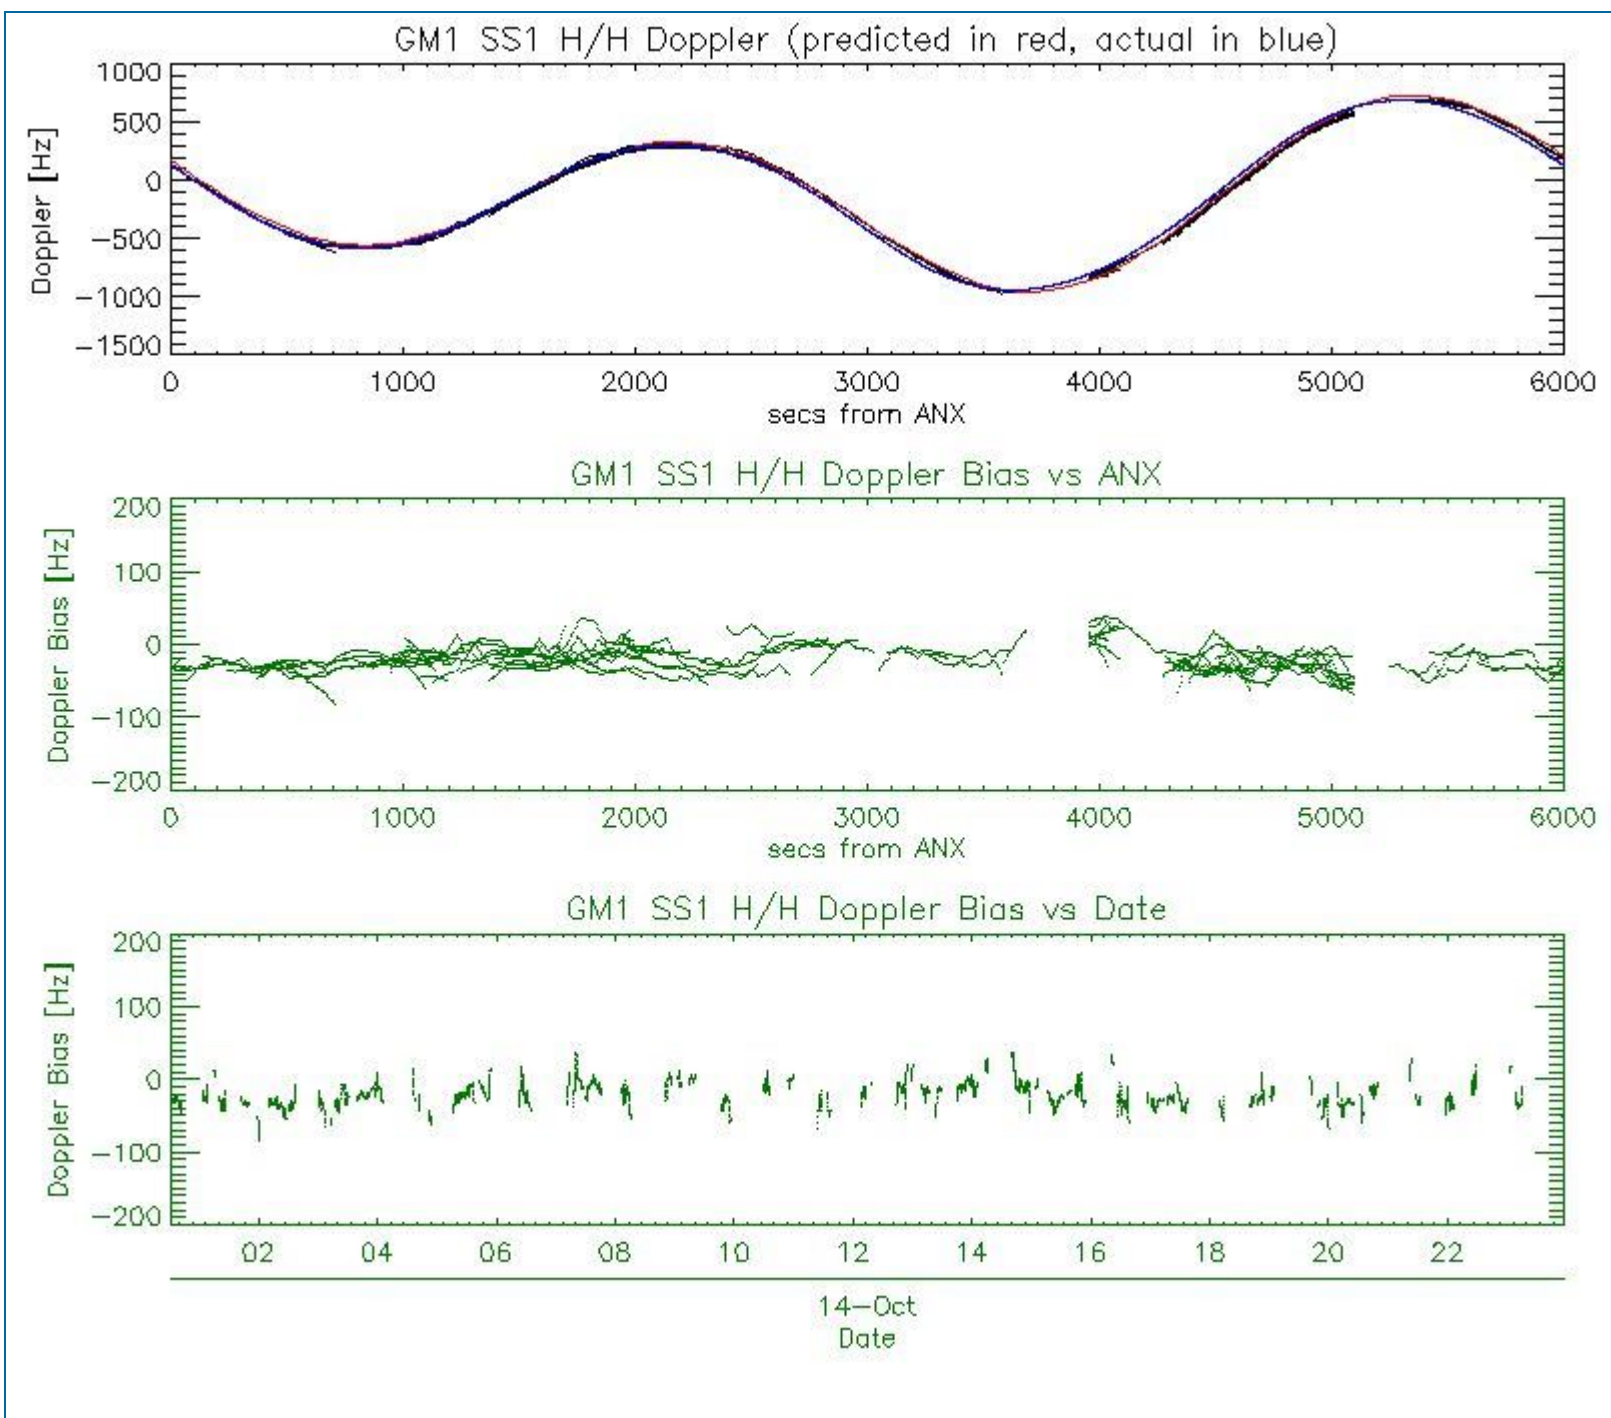 GM1 SS1 H/H Doppler (predicted in red, actual in blue)
1000
500
0
−500
−1000
−1500
Doppler [Hz]
0 1000 2000 3000 4000 5000 6000
secs from ANX
GM1 SS1 H/H Doppler Bias vs ANX
200
100
0
−100
−200
Doppler Bias [Hz]
0 1000 2000 3000 4000 5000 6000
secs from ANX
GM1 SS1 H/H Doppler Bias vs Date
200
100
0
−100
−200
Doppler Bias [Hz]
02 04 06 08 10 12 14 16 18 20 22
14−Oct
Date